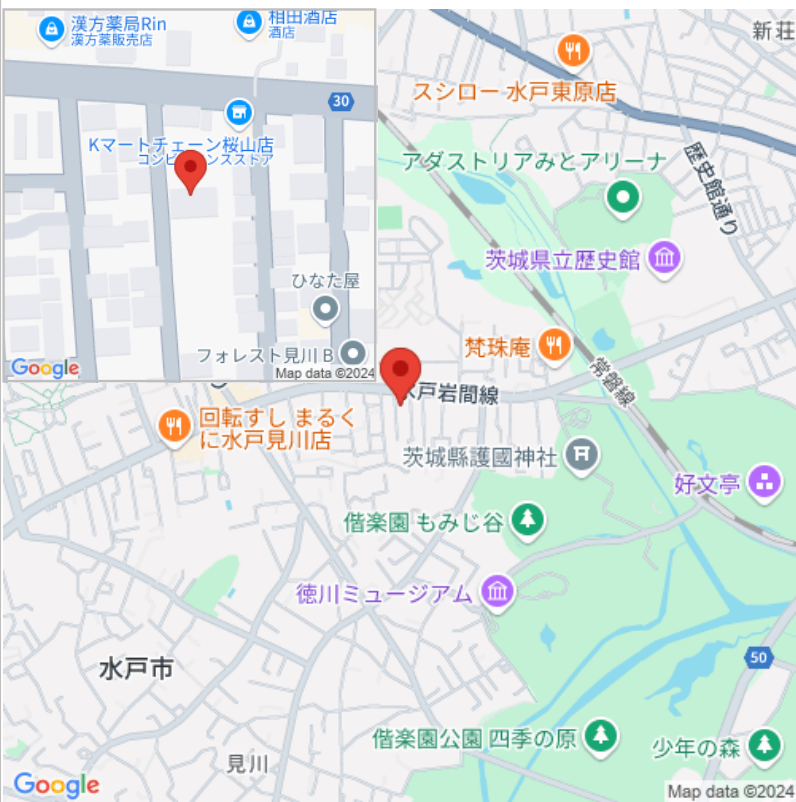 漢方薬局Rin
漢方薬販売店
相田酒店
酒店
30
Kマートチェーン桜山店
コンビニエンスストア
ひなた屋
フォレスト見川 B
Google
Map data ©2024
新荘
スシロー 水戸東原店
歴史館通り
アダストリアみとアリーナ
茨城県立歴史館
梵珠庵
常磐線
水戸岩間線
回転すし まるく
に水戸見川店
茨城縣護國神社
好文亭
偕楽園 もみじ谷
徳川ミュージアム
水戸市
50
偕楽園公園 四季の原
少年の森
見川
Google
Map data ©2024